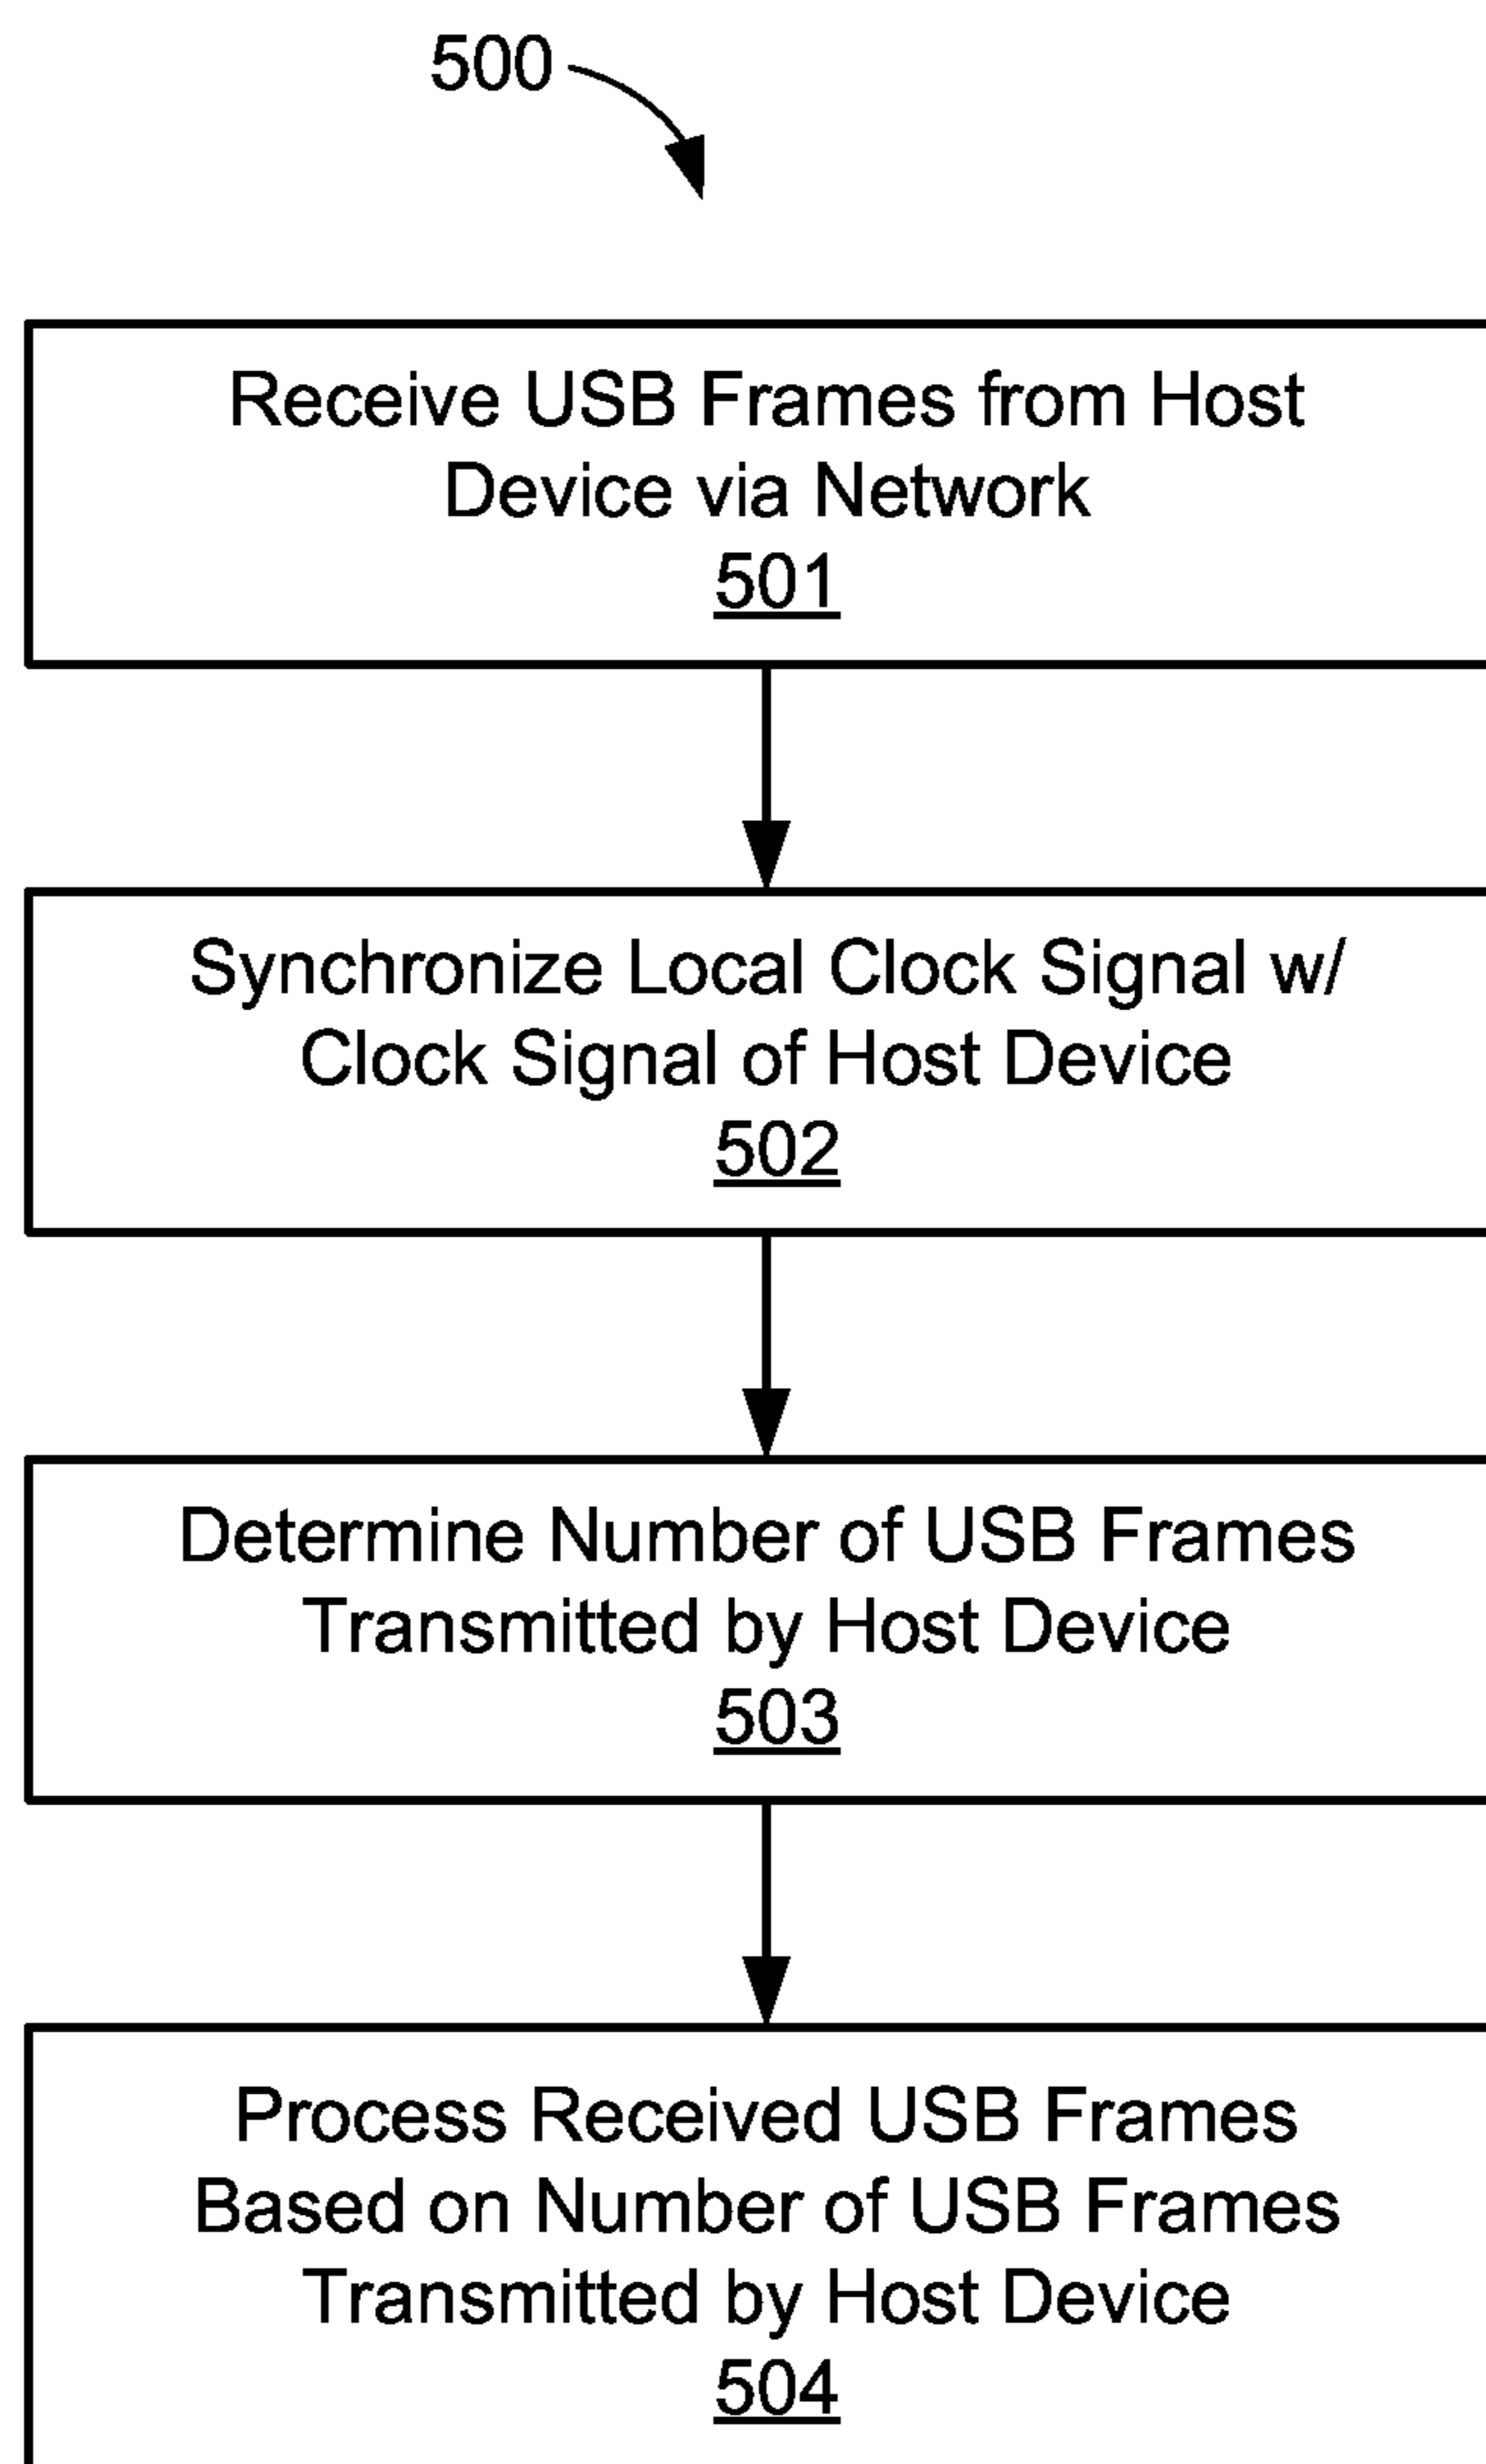 500
Receive USB Frames from Host
Device via Network
501
Synchronize Local Clock Signal w/
Clock Signal of Host Device
502
Determine Number of USB Frames
Transmitted by Host Device
503
Process Received USB Frames
Based on Number of USB Frames
Transmitted by Host Device
504